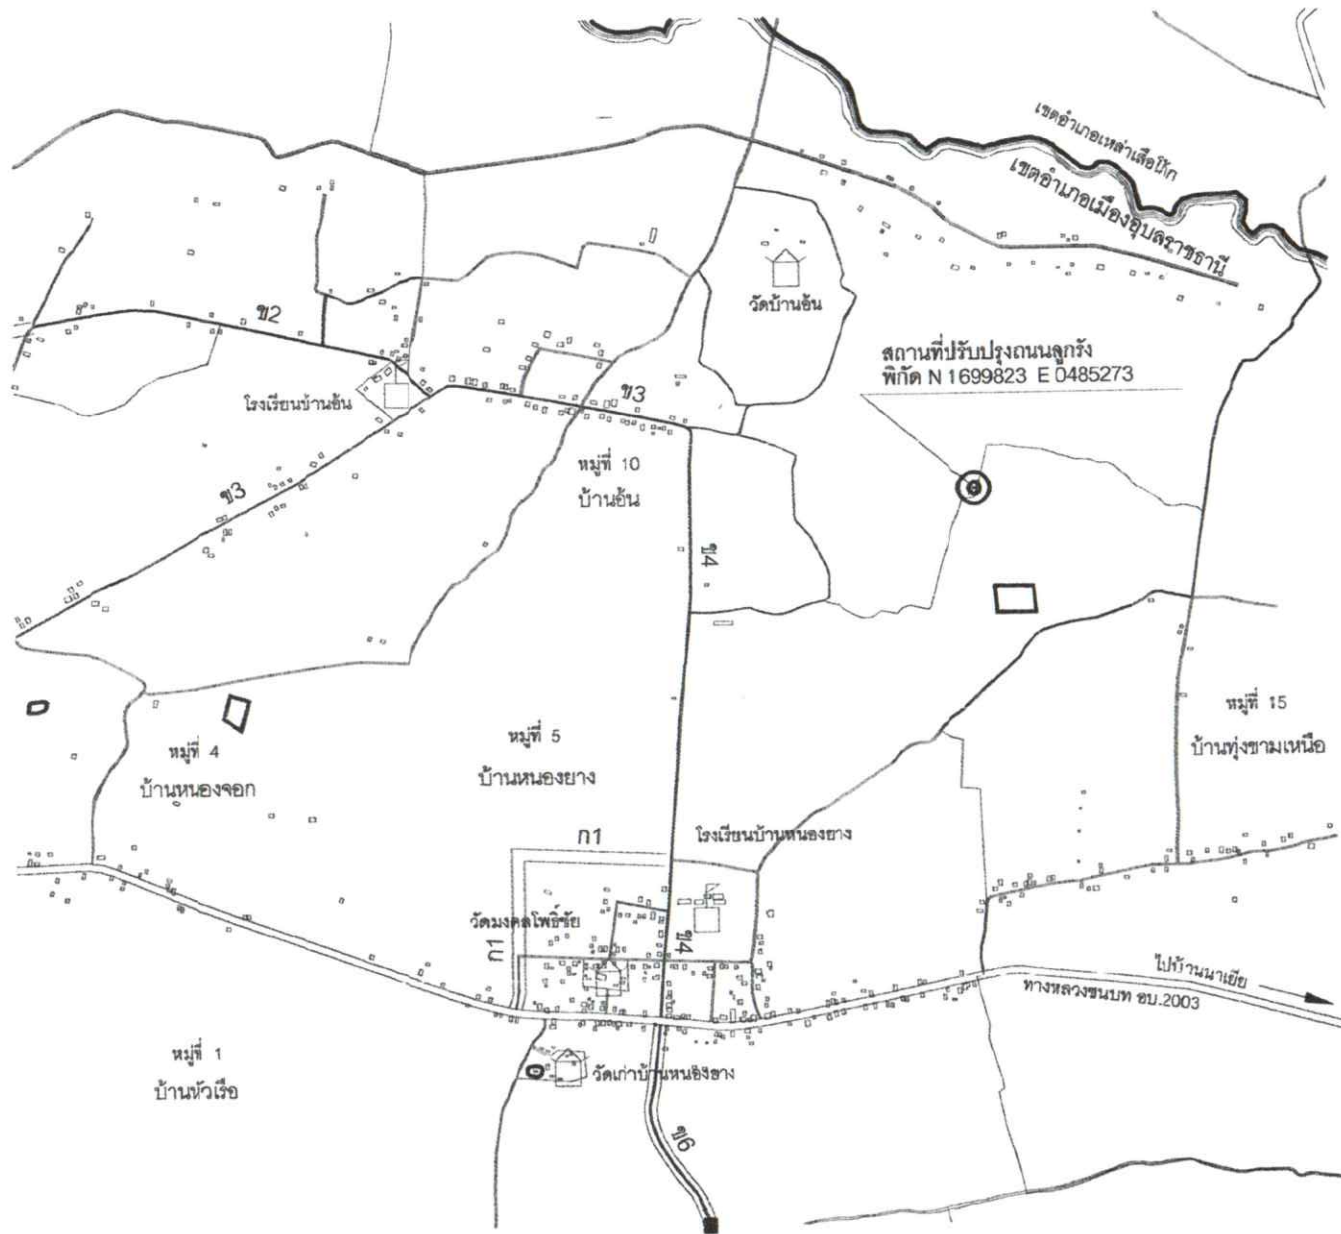 เขตอำเภอเหล่าเสือโก้ก
เขตอำเภอเมืองอุบลราชธานี
วัดบ้านอ้น
ข2
สถานที่ปรับปรุงถนนลูกรัง
พิกัด N 1699823 E 0485273
โรงเรียนบ้านอ้น
ข3
หมู่ที่ 10
บ้านอ้น
ข3
ข4
หมู่ที่ 15
บ้านทุ่งขามเหนือ
หมู่ที่ 4
บ้านหนองจอก
หมู่ที่ 5
บ้านหนองยาง
ก1
โรงเรียนบ้านหนองยาง
วัดมงคลโพธิ์ชัย
ก1
ข4
ไปบ้านนาเยีย
ทางหลวงชนบท อบ.2003
หมู่ที่ 1
บ้านหัวเรือ
วัดเก่าบ้านหนองยาง
ข6